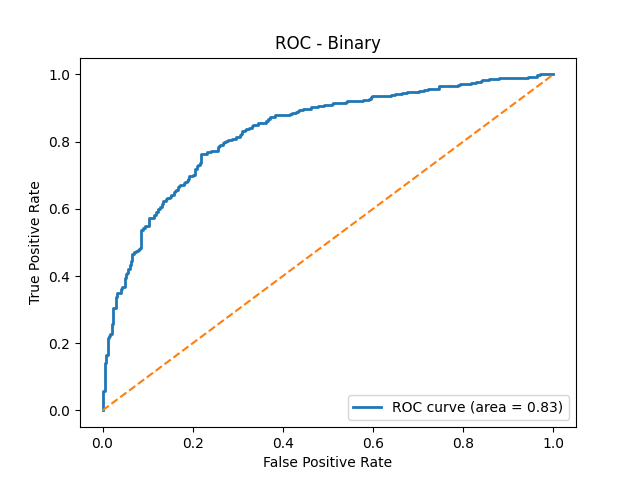 ROC - Binary
1.0
0.8
0.6
0.4
0.2
0.0
True Positive Rate
ROC curve (area = 0.83)
0.0 0.2 0.4 0.6 0.8 1.0
False Positive Rate